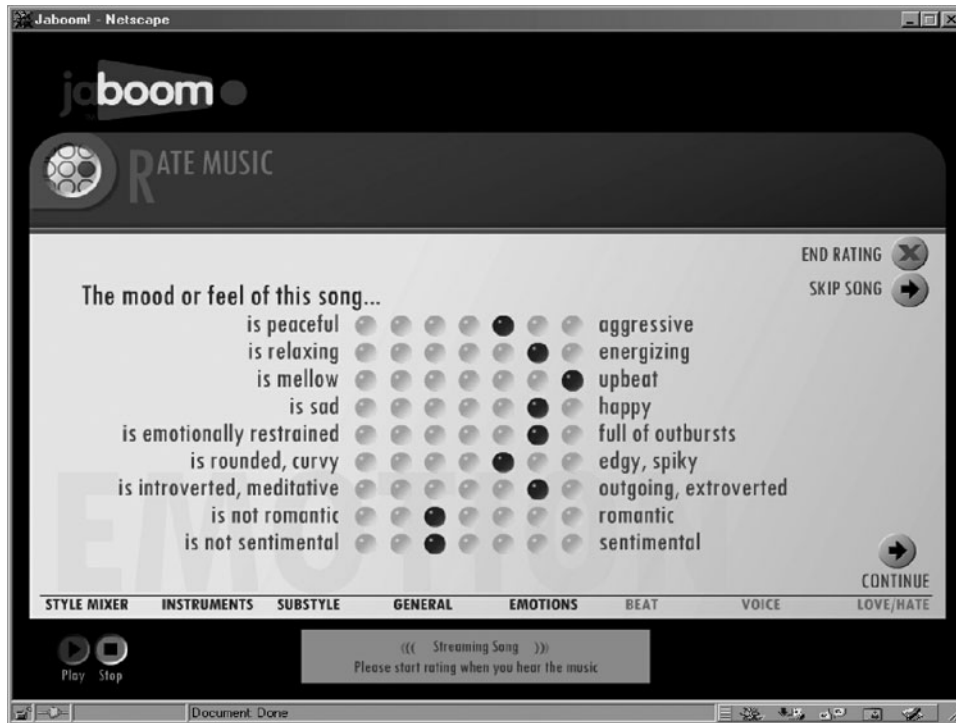 Jaboom! - Netscape
jaboom
RATE MUSIC
END RATING
SKIP SONG
The mood or feel of this song...
is peaceful aggressive
is relaxing energizing
is mellow upbeat
is sad happy
is emotionally restrained full of outbursts
is rounded, curvy edgy, spiky
is introverted, meditative outgoing, extroverted
is not romantic romantic
is not sentimental sentimental
EMOTION
CONTINUE
STYLE MIXER INSTRUMENTS SUBSTYLE GENERAL EMOTIONS BEAT VOICE LOVE/HATE
((( Streaming Song )))
Please start rating when you hear the music
Play Stop
Document: Done